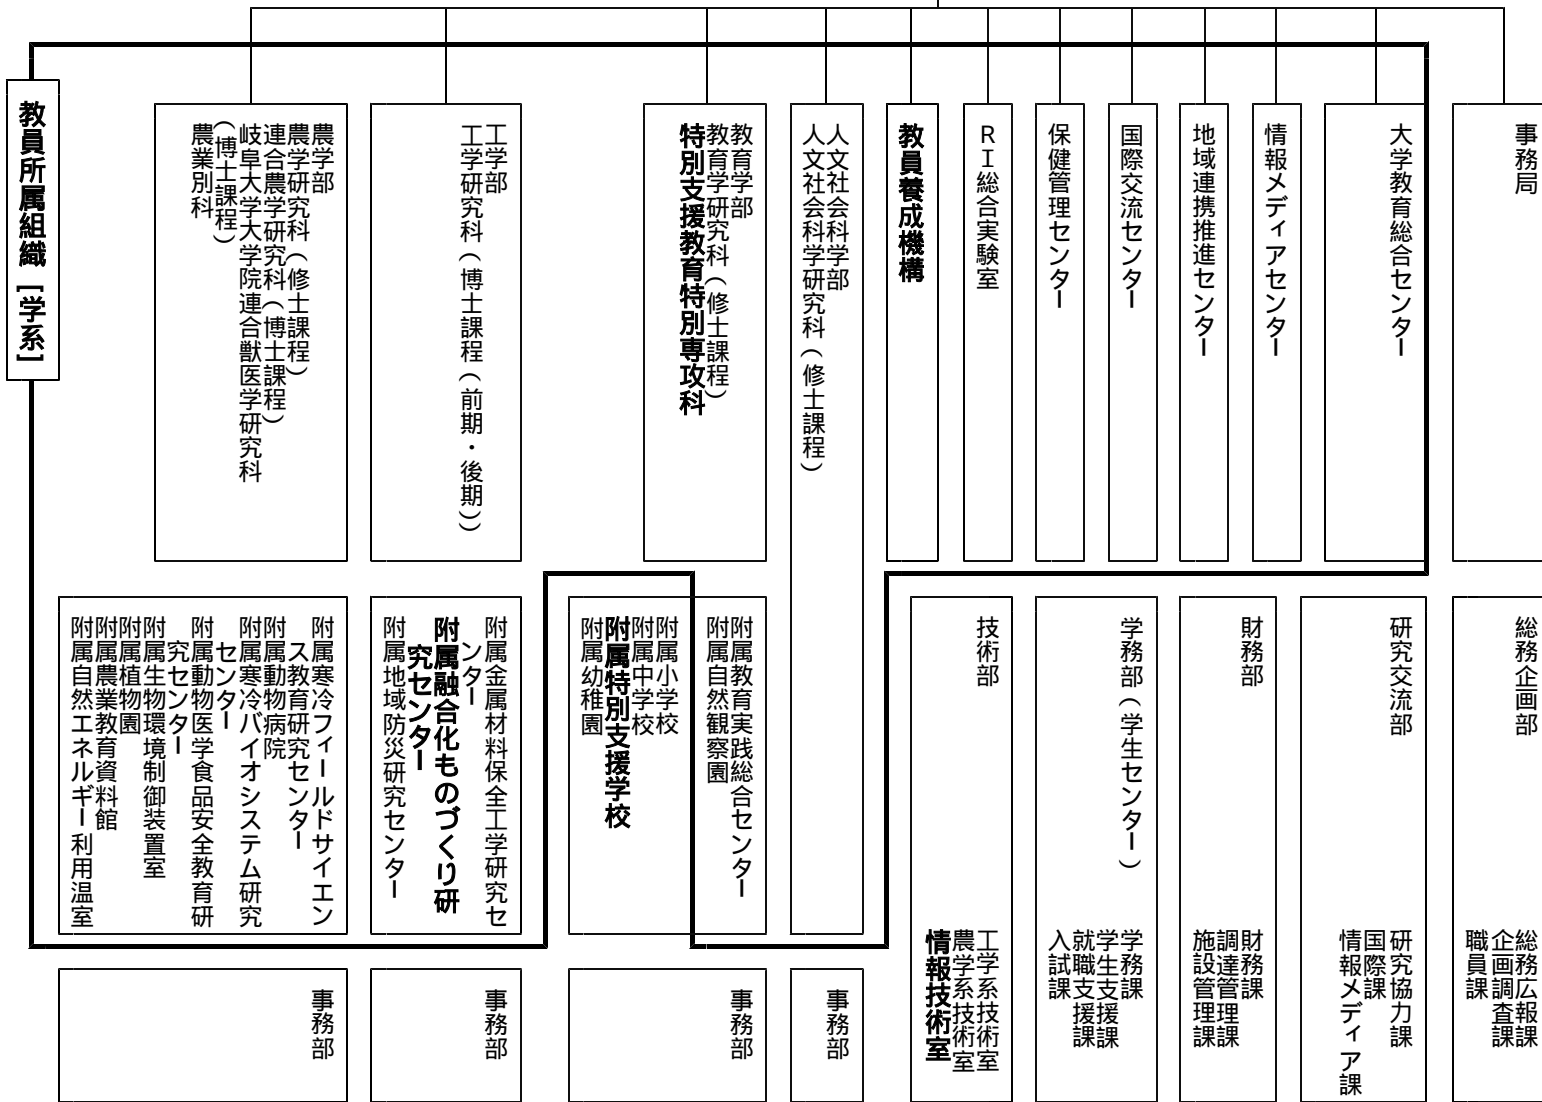 事務局
大学教育総合センター
情報メディアセンター
地域連携推進センター
国際交流センター
保健管理センター
ＲＩ総合実験室
教員養成機構
人文社会科学部
人文社会科学研究科（修士課程）
教育学部
教育学研究科（修士課程）
特別支援教育特別専攻科
工学部
工学研究科（博士課程（前期・後期））
農学部
農学研究科（修士課程）
連合農学研究科（博士課程）
岐阜大学大学院連合獣医学研究科
（博士課程）
農業別科
教員所属組織［学系］
総務企画部
総務広報課
企画調査課
職員課
研究交流部
研究協力課
国際課
情報メディア課
財務部
財務課
調達管理課
施設管理課
学務部（学生センター）
学務課
学生支援課
就職支援課
入試課
技術部
工学系技術室
農学系技術室
情報技術室
附属教育実践総合センター
附属自然観察園
附属小学校
附属中学校
附属特別支援学校
附属幼稚園
附属金属材料保全工学研究セ
ンター
附属融合化ものづくり研
究センター
附属地域防災研究センター
附属寒冷フィールドサイエン
ス教育研究センター
附属動物病院
附属寒冷バイオシステム研究
センター
附属動物医学食品安全教育研
究センター
附属生物環境制御装置室
附属植物園
附属農業教育資料館
附属自然エネルギー利用温室
事務部
事務部
事務部
事務部